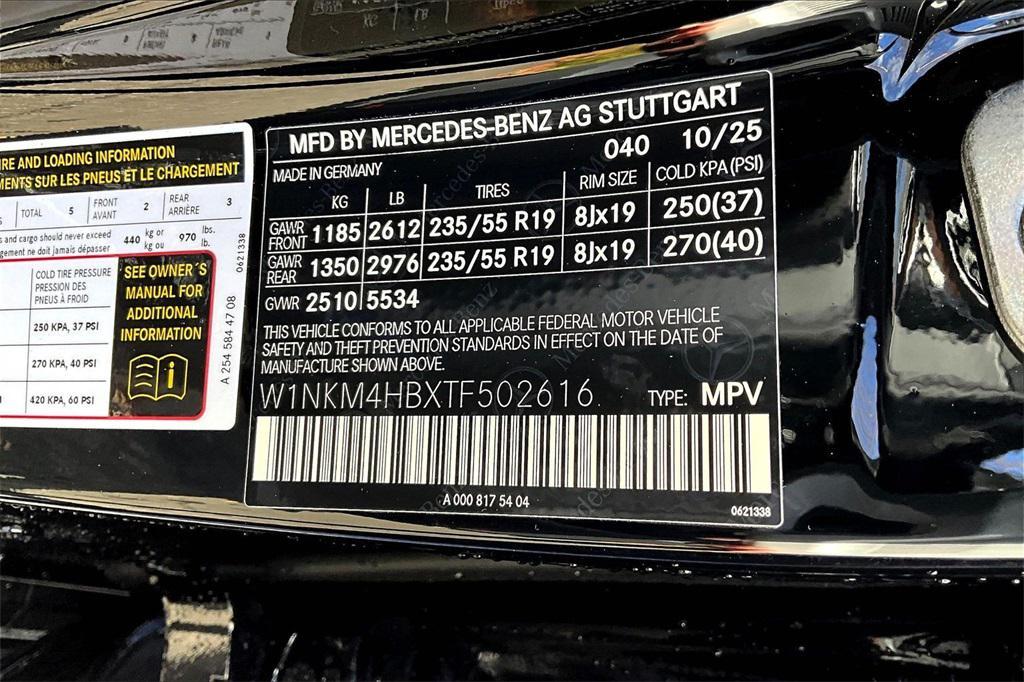 IRE AND LOADING INFORMATION
MENTS SUR LES PNEUS ET LE CHARGEMENT
TOTAL 5 FRONT AVANT 2 REAR ARRIÈRE 3
s and cargo should never exceed
gement ne doit jamais dépasser
440 kg or kg ou 970 lbs. lb.
COLD TIRE PRESSURE
PRESSION DES
PNEUS À FROID
250 KPA, 37 PSI
270 KPA, 40 PSI
420 KPA, 60 PSI
SEE OWNER´S
MANUAL FOR
ADDITIONAL
INFORMATION
0621338
A 254 584 47 08
MFD BY MERCEDES-BENZ AG STUTTGART
MADE IN GERMANY 040 10/25
KG LB TIRES RIM SIZE COLD KPA(PSI)
GAWR FRONT 1185 2612 235/55 R19 8Jx19 250(37)
GAWR REAR 1350 2976 235/55 R19 8Jx19 270(40)
GVWR 2510 5534
THIS VEHICLE CONFORMS TO ALL APPLICABLE FEDERAL MOTOR VEHICLE
SAFETY AND THEFT PREVENTION STANDARDS IN EFFECT ON THE DATE OF
MANUFACTURE SHOWN ABOVE.
W1NKM4HBXTF502616 TYPE: MPV
A 000 817 54 04
0621338